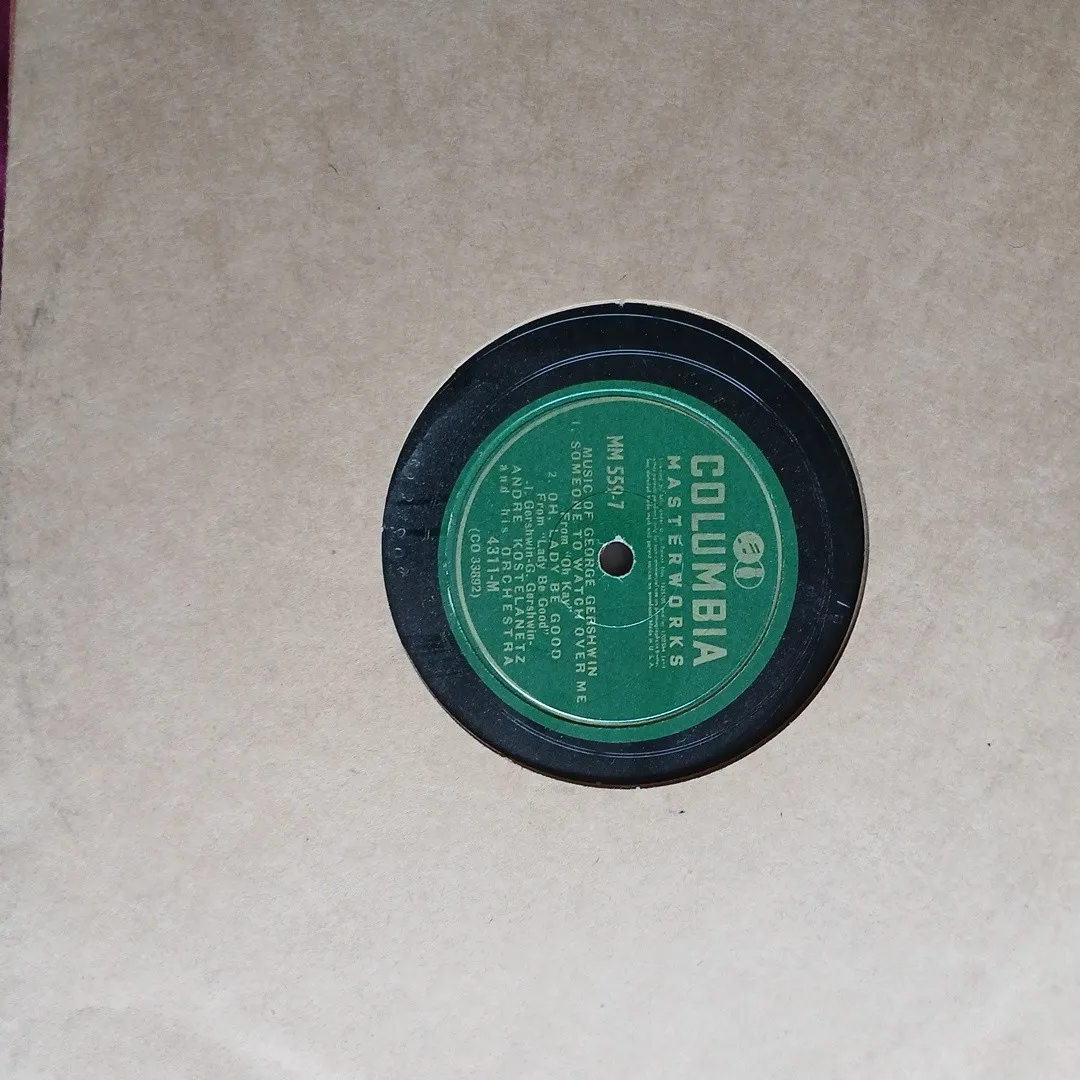 COLUMBIA
MASTERWORKS
MM 559-7
MUSIC OF GEORGE GERSHWIN
1. SOMEONE TO WATCH OVER ME
From "Oh Kay"
2. OH, LADY BE GOOD
From "Lady Be Good"
-I. Gershwin-G. Gershwin-
ANDRE KOSTELANETZ
and his ORCHESTRA
4311-M
(CO 33892)